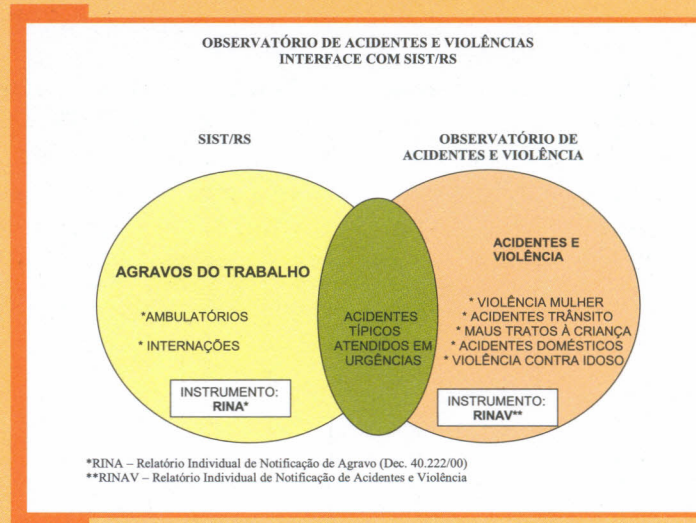 OBSERVATÓRIO DE ACIDENTES E VIOLÊNCIAS
INTERFACE COM SIST/RS
SIST/RS
AGRAVOS DO TRABALHO
*AMBULATÓRIOS
* INTERNAÇÕES
INSTRUMENTO:
RINA*
ACIDENTES
TÍPICOS
ATENDIDOS EM
URGÊNCIAS
OBSERVATÓRIO DE
ACIDENTES E VIOLÊNCIA
ACIDENTES E
VIOLÊNCIA
* VIOLÊNCIA MULHER
* ACIDENTES TRÂNSITO
* MAUS TRATOS À CRIANÇA
* ACIDENTES DOMÉSTICOS
* VIOLÊNCIA CONTRA IDOSO
INSTRUMENTO:
RINAV**
*RINA – Relatório Individual de Notificação de Agravo (Dec. 40.222/00)
**RINAV – Relatório Individual de Notificação de Acidentes e Violência